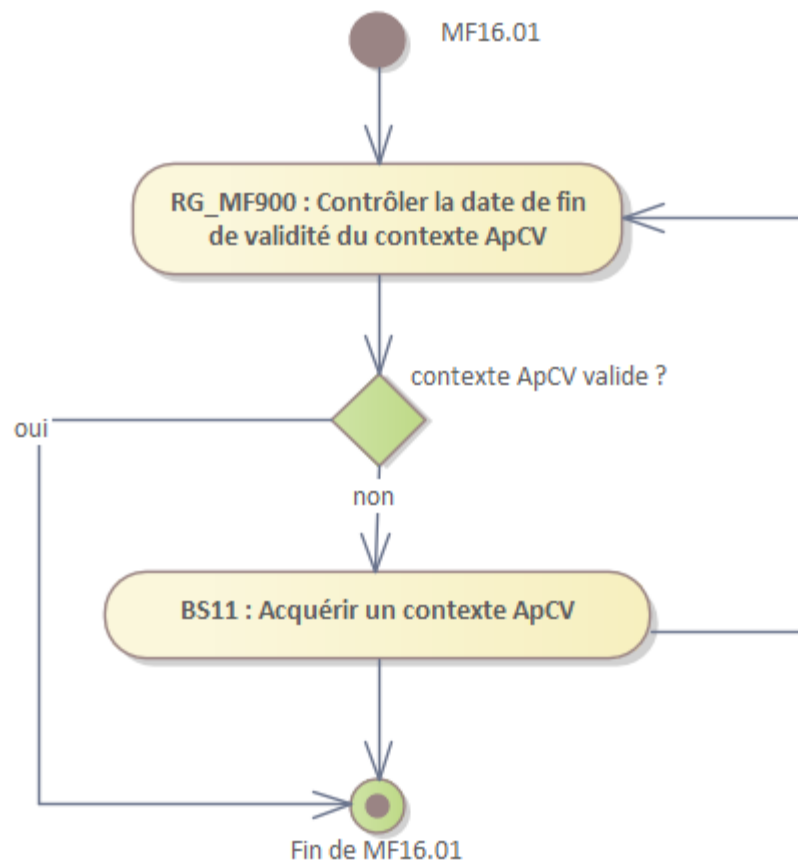 MF16.01
RG_MF900 : Contrôler la date de fin
de validité du contexte ApCV
contexte ApCV valide ?
oui
non
BS11 : Acquérir un contexte ApCV
Fin de MF16.01